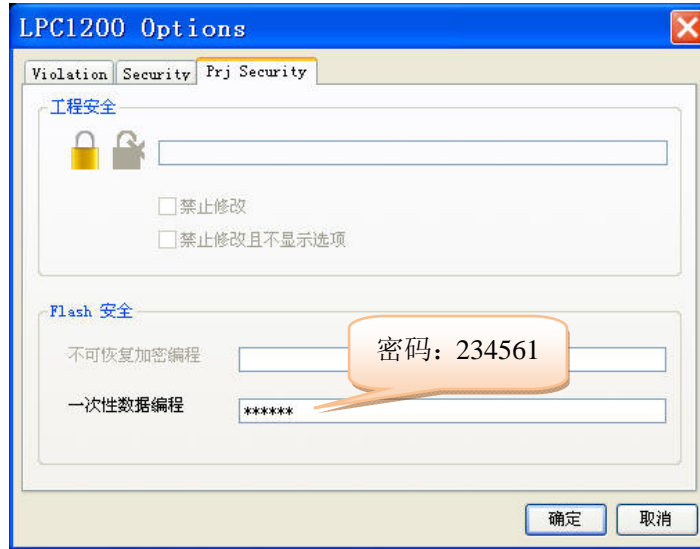 LPC1200 Options
Violation Security Prj Security
工程安全
禁止修改
禁止修改且不显示选项
Flash 安全
不可恢复加密编程
密码：234561
一次性数据编程
******
确定 取消